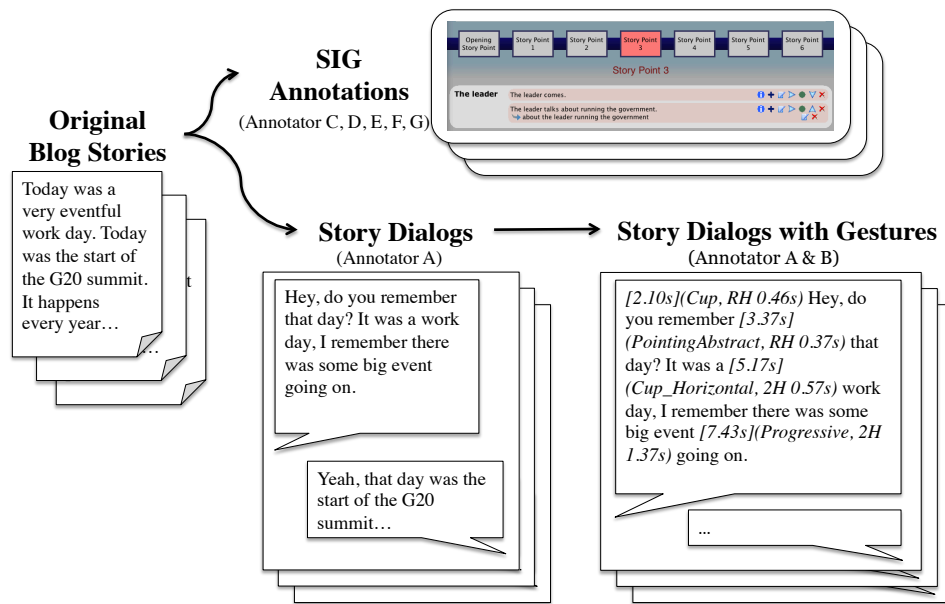 Original
Blog Stories
Today was a
very eventful
work day. Today
was the start of
the G20 summit.
It happens
every year…
t
…
SIG
Annotations
(Annotator C, D, E, F, G)
Opening
Story Point
Story Point
1
Story Point
2
Story Point
3
Story Point
4
Story Point
5
Story Point
6
Story Point 3
The leader
The leader comes.
The leader talks about running the government.
about the leader running the government
Story Dialogs
(Annotator A)
Hey, do you remember
that day? It was a work
day, I remember there
was some big event
going on.
Yeah, that day was the
start of the G20
summit…
Story Dialogs with Gestures
(Annotator A & B)
[2.10s](Cup, RH 0.46s) Hey, do
you remember [3.37s]
(PointingAbstract, RH 0.37s) that
day? It was a [5.17s]
(Cup_Horizontal, 2H 0.57s) work
day, I remember there was some
big event [7.43s](Progressive, 2H
1.37s) going on.
...